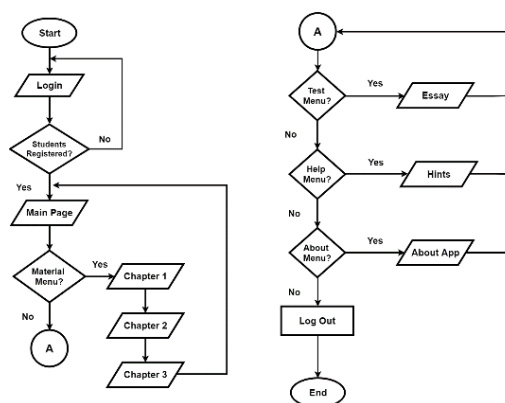 Start
Login
Students
Registered?
No
Yes
Main Page
Material
Menu?
Yes
Chapter 1
Chapter 2
Chapter 3
No
A
A
Test
Menu?
Yes
Essay
No
Help
Menu?
Yes
Hints
No
About
Menu?
Yes
About App
No
Log Out
End